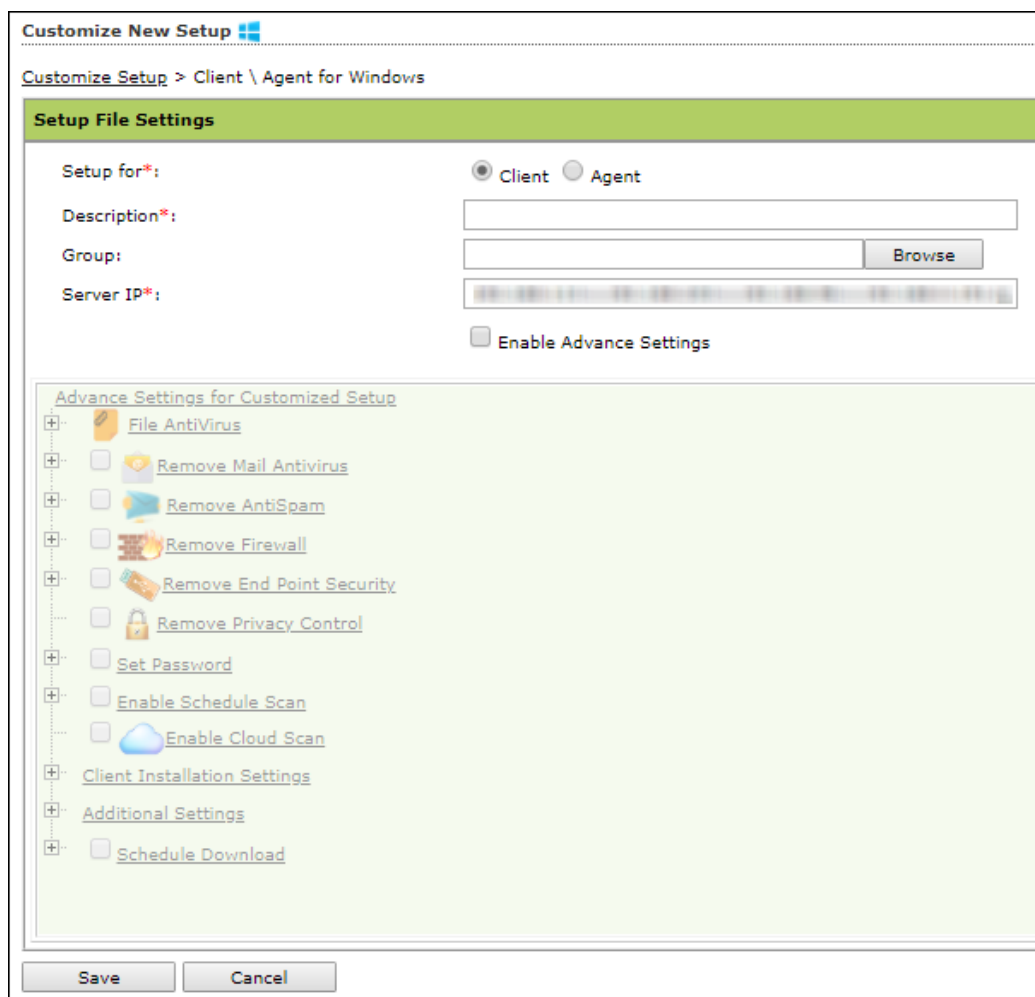 Customize New Setup
Customize Setup > Client \ Agent for Windows
Setup File Settings
Setup for*: Client Agent
Description*:
Group: Browse
Server IP*:
Enable Advance Settings
Advance Settings for Customized Setup
File AntiVirus
Remove Mail Antivirus
Remove AntiSpam
Remove Firewall
Remove End Point Security
Remove Privacy Control
Set Password
Enable Schedule Scan
Enable Cloud Scan
Client Installation Settings
Additional Settings
Schedule Download
Save Cancel